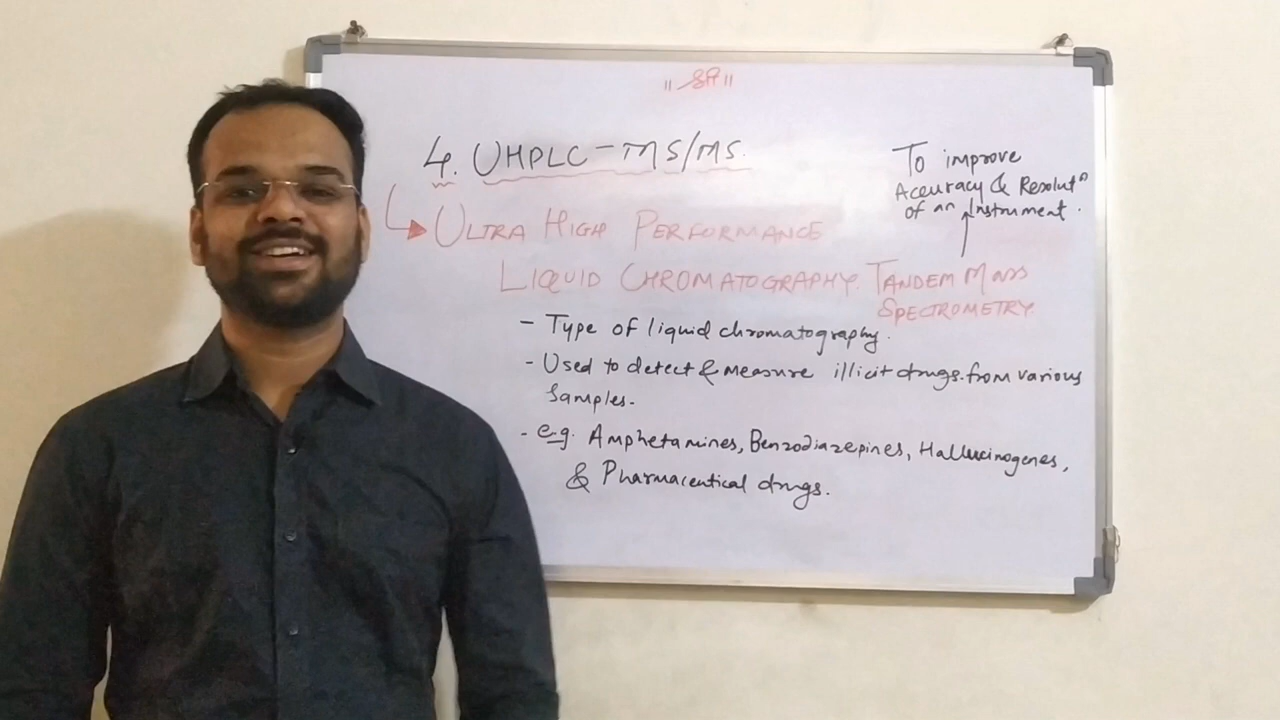 4. UHPLC-MS/MS.
To improve
Accuracy & Resolutⁿ
of an Instrument.
ULTRA HIGH PERFORMANCE
LIQUID CHROMATOGRAPHY. TANDEM MASS
SPECTROMETRY
- Type of liquid chromatography.
- Used to detect & measure illicit drugs from various
Samples.
- e.g. Amphetamines, Benzodiazepines, Hallucinogenes,
& Pharmaceutical drugs.